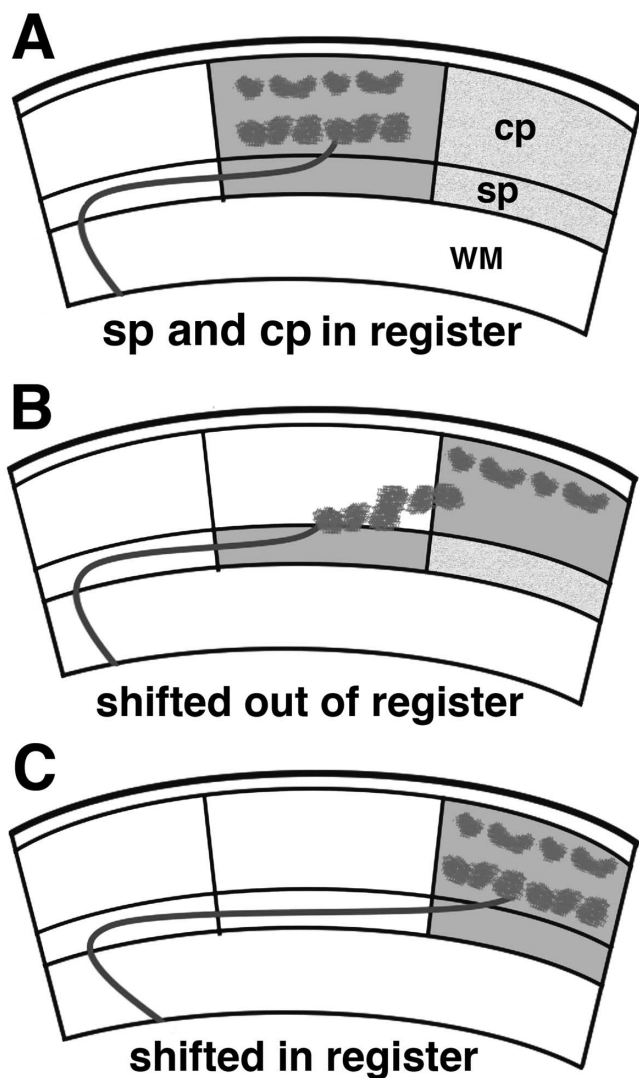 A
cp
sp
WM
sp and cp in register
B
shifted out of register
C
shifted in register